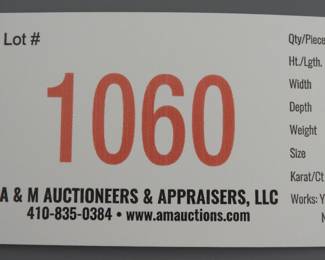 Lot #
1060
A & M AUCTIONEERS & APPRAISERS, LLC
410-835-0384 • www.amauctions.com
Qty/Piece
Ht./Lgth.
Width
Depth
Weight
Size
Karat/Ct
Works: Y
N